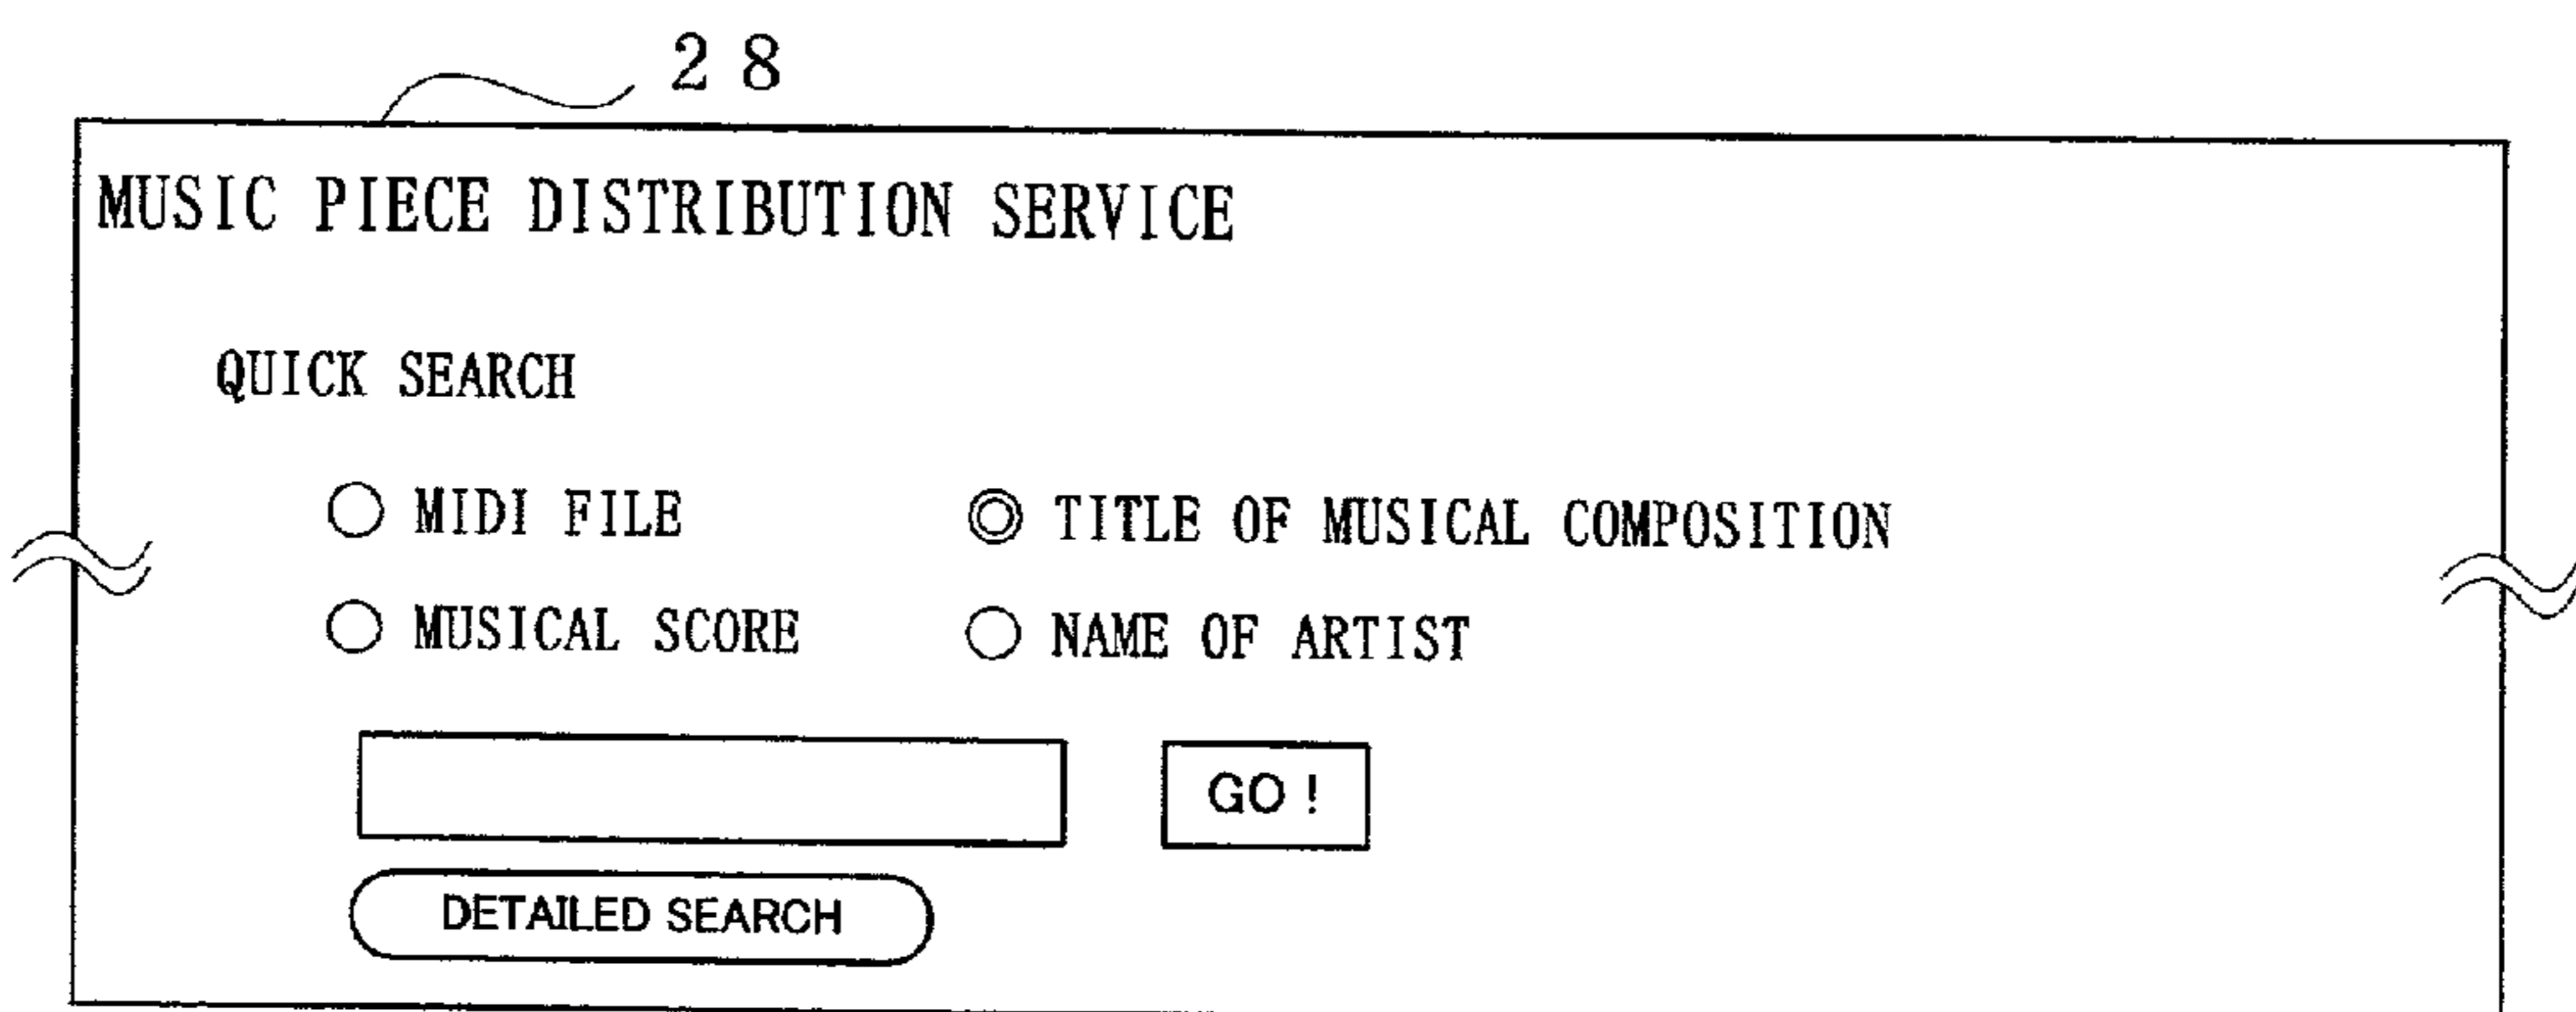 28
MUSIC PIECE DISTRIBUTION SERVICE
QUICK SEARCH
MIDI FILE TITLE OF MUSICAL COMPOSITION
MUSICAL SCORE NAME OF ARTIST
GO !
DETAILED SEARCH